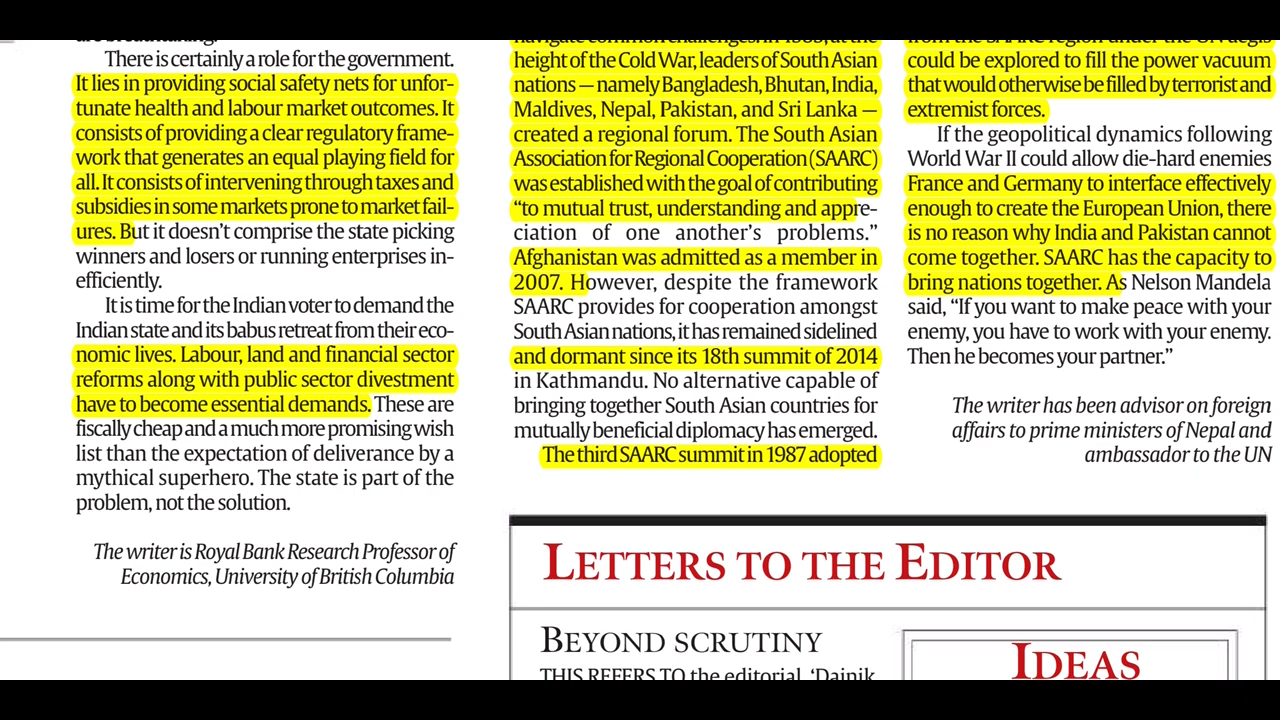 There is certainly a role for the government.
It lies in providing social safety nets for unfor-
tunate health and labour market outcomes. It
consists of providing a clear regulatory frame-
work that generates an equal playing field for
all. It consists of intervening through taxes and
subsidies in some markets prone to market fail-
ures. But it doesn’t comprise the state picking
winners and losers or running enterprises in-
efficiently.
It is time for the Indian voter to demand the
Indian state and its babus retreat from their eco-
nomic lives. Labour, land and financial sector
reforms along with public sector divestment
have to become essential demands. These are
fiscally cheap and a much more promising wish
list than the expectation of deliverance by a
mythical superhero. The state is part of the
problem, not the solution.
The writer is Royal Bank Research Professor of
Economics, University of British Columbia
height of the Cold War, leaders of South Asian
nations — namely Bangladesh, Bhutan, India,
Maldives, Nepal, Pakistan, and Sri Lanka —
created a regional forum. The South Asian
Association for Regional Cooperation (SAARC)
was established with the goal of contributing
“to mutual trust, understanding and appre-
ciation of one another’s problems.”
Afghanistan was admitted as a member in
2007. However, despite the framework
SAARC provides for cooperation amongst
South Asian nations, it has remained sidelined
and dormant since its 18th summit of 2014
in Kathmandu. No alternative capable of
bringing together South Asian countries for
mutually beneficial diplomacy has emerged.
The third SAARC summit in 1987 adopted
could be explored to fill the power vacuum
that would otherwise be filled by terrorist and
extremist forces.
If the geopolitical dynamics following
World War II could allow die-hard enemies
France and Germany to interface effectively
enough to create the European Union, there
is no reason why India and Pakistan cannot
come together. SAARC has the capacity to
bring nations together. As Nelson Mandela
said, “If you want to make peace with your
enemy, you have to work with your enemy.
Then he becomes your partner.”
The writer has been advisor on foreign
affairs to prime ministers of Nepal and
ambassador to the UN
LETTERS TO THE EDITOR
BEYOND SCRUTINY
THIS REFERS TO the editorial, ‘Dainik
IDEAS